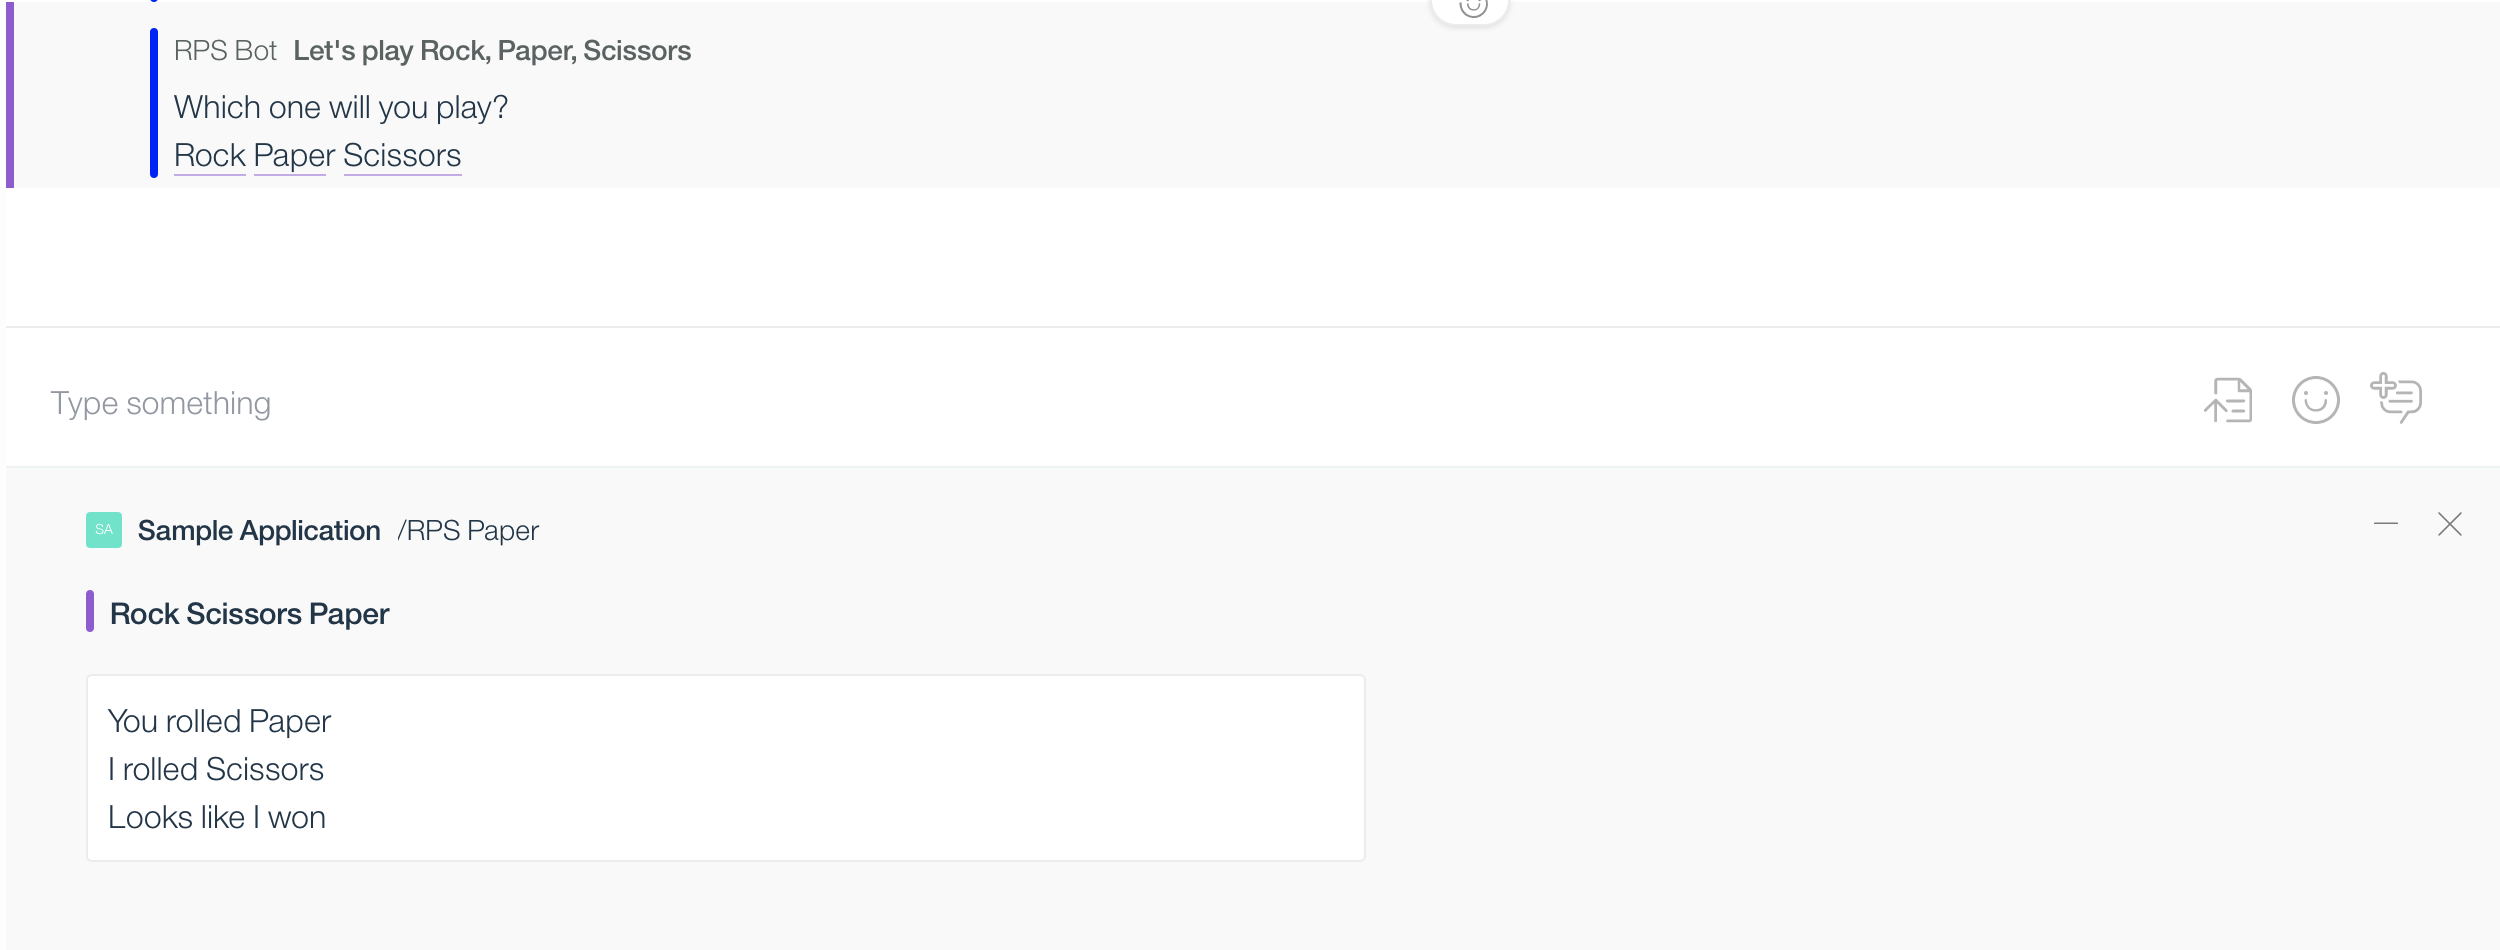 RPS Bot Let's play Rock, Paper, Scissors
Which one will you play?
Rock Paper Scissors
Type something
SA Sample Application /RPS Paper
Rock Scissors Paper
You rolled Paper
I rolled Scissors
Looks like I won